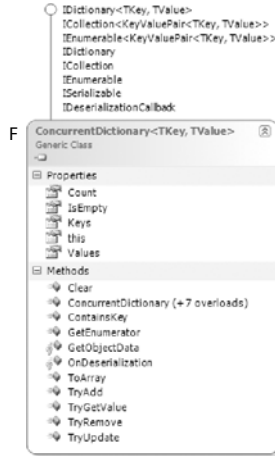 IDictionary<TKey, TValue>
ICollection<KeyValuePair<TKey, TValue>>
IEnumerable<KeyValuePair<TKey, TValue>>
IDictionary
ICollection
IEnumerable
ISerializable
IDeserializationCallback
F
ConcurrentDictionary<TKey, TValue>
Generic Class
Properties
Count
IsEmpty
Keys
this
Values
Methods
Clear
ConcurrentDictionary (+7 overloads)
ContainsKey
GetEnumerator
GetObjectData
OnDeserialization
ToArray
TryAdd
TryGetValue
TryRemove
TryUpdate